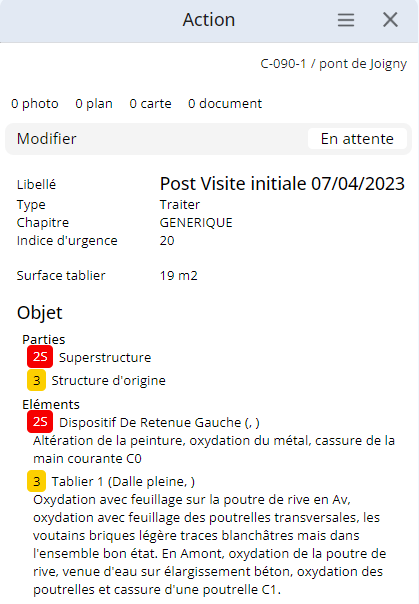 Action
C-090-1 / pont de Joigny
0 photo 0 plan 0 carte 0 document
Modifier En attente
Libellé Post Visite initiale 07/04/2023
Type Traiter
Chapitre GENERIQUE
Indice d'urgence 20
Surface tablier 19 m2
Objet
Parties
2S Superstructure
3 Structure d'origine
Eléments
2S Dispositif De Retenue Gauche (, )
Altération de la peinture, oxydation du métal, cassure de la
main courante C0
3 Tablier 1 (Dalle pleine, )
Oxydation avec feuillage sur la poutre de rive en Av,
oxydation avec feuillage des poutrelles transversales, les
voutains briques légère traces blanchâtres mais dans
l'ensemble bon état. En Amont, oxydation de la poutre de
rive, venue d'eau sur élargissement béton, oxydation des
poutrelles et cassure d'une poutrelle C1.